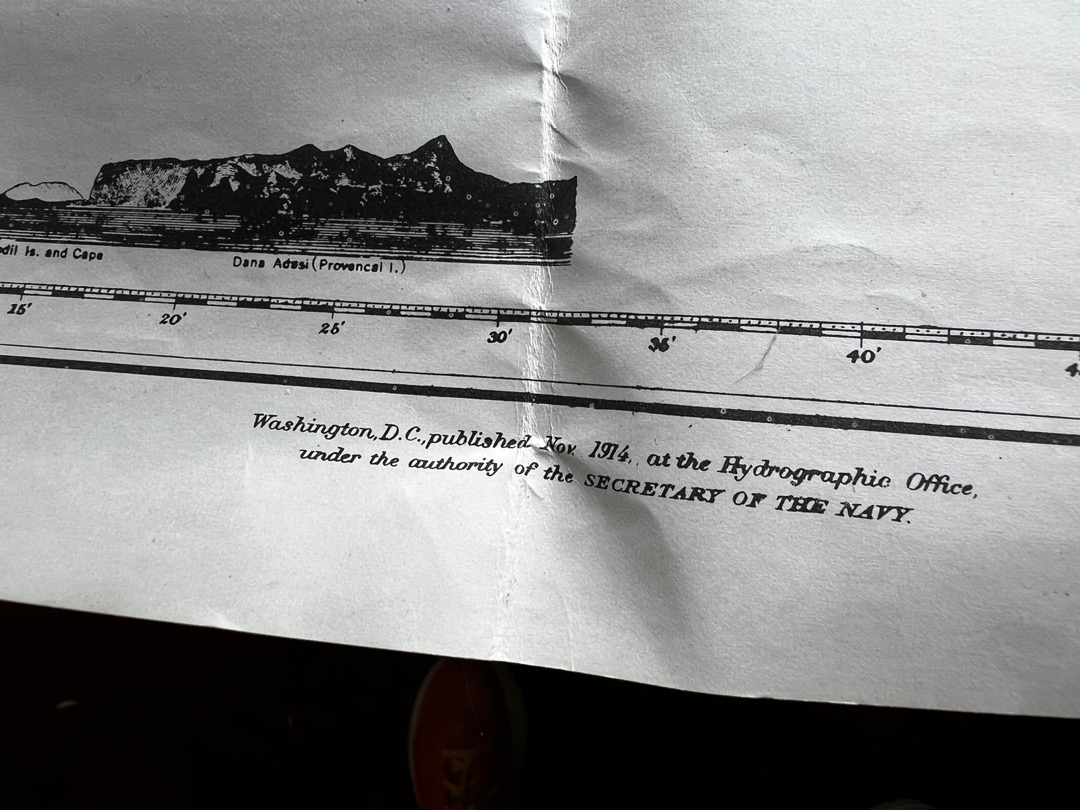 Is. and Cape
Dana Adasi (Provencal I.)
15' 20' 25' 30' 35' 40'
Washington, D.C., published Nov. 1914, at the Hydrographic Office,
under the authority of the SECRETARY OF THE NAVY.